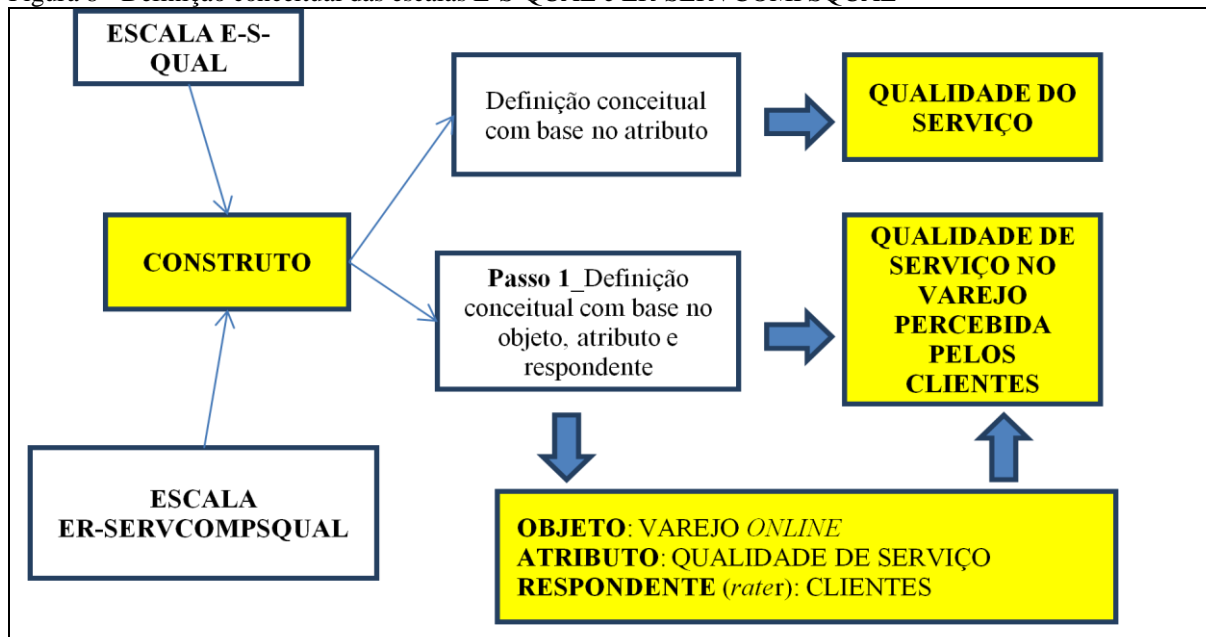 ESCALA E-S-
QUAL
Definição conceitual
com base no atributo
QUALIDADE DO
SERVIÇO
CONSTRUTO
Passo 1_Definição
conceitual com base no
objeto, atributo e
respondente
QUALIDADE DE
SERVIÇO NO
VAREJO
PERCEBIDA
PELOS
CLIENTES
ESCALA
ER-SERVCOMPSQUAL
OBJETO: VAREJO ONLINE
ATRIBUTO: QUALIDADE DE SERVIÇO
RESPONDENTE (rater): CLIENTES